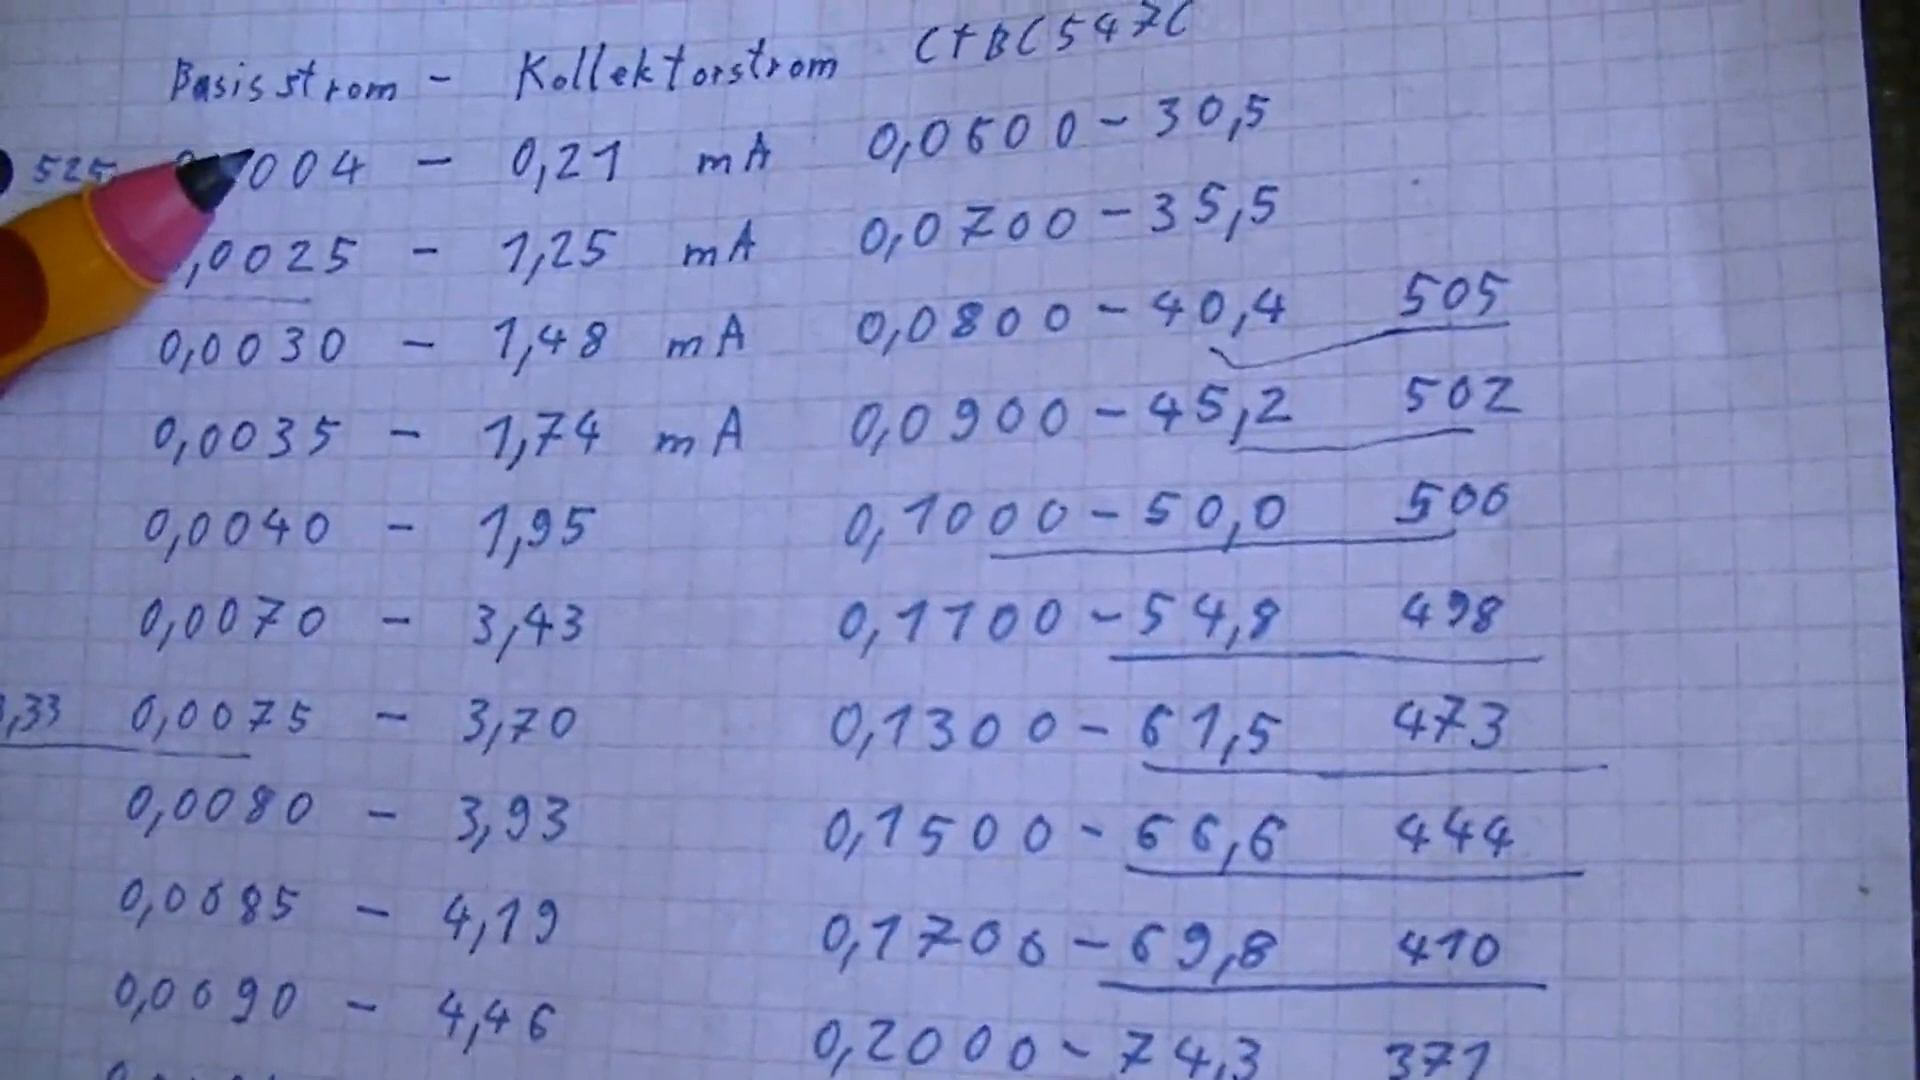 Basisstrom - Kollektorstrom CTBC547C
525 004 - 0,21 mA
,0025 - 1,25 mA
0,0030 - 1,48 mA
0,0035 - 1,74 mA
0,0040 - 1,95
0,0070 - 3,43
,33 0,0075 - 3,70
0,0080 - 3,93
0,0085 - 4,19
0,0090 - 4,46
0,0600 - 30,5
0,0700 - 35,5
0,0800 - 40,4 505
0,0900 - 45,2 502
0,1000 - 50,0 500
0,1100 - 54,8 498
0,1300 - 61,5 473
0,1500 - 66,6 444
0,1700 - 69,8 410
0,2000 - 74,3 371